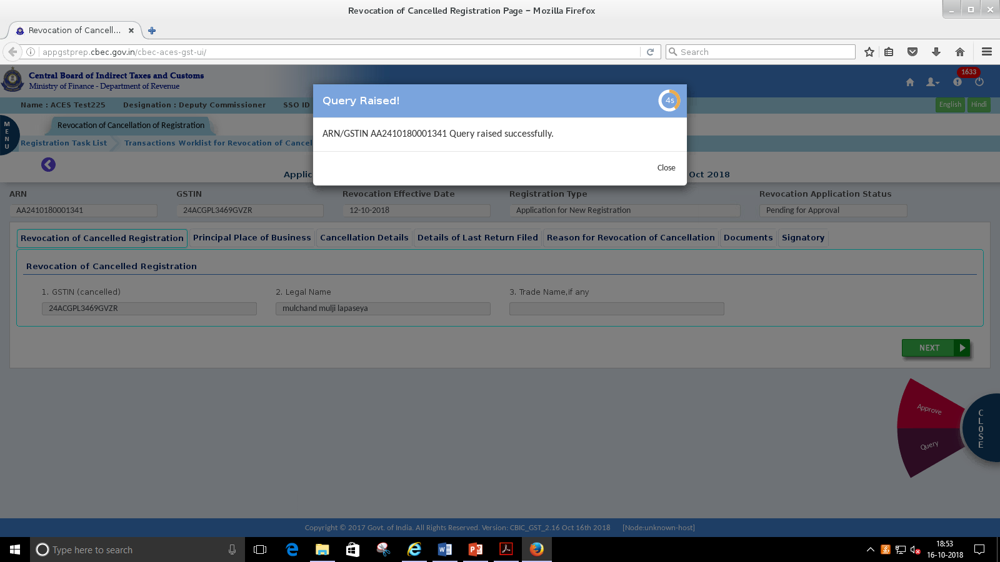 Revocation of Cancelled Registration Page – Mozilla Firefox
Revocation of Cancell...
appgstprep.cbec.gov.in/cbec-aces-gst-ui/
Search
Central Board of Indirect Taxes and Customs
Ministry of Finance - Department of Revenue
1633
Name : ACES Test225 Designation : Deputy Commissioner SSO ID
English Hindi
MENU
Revocation of Cancellation of Registration
Registration Task List Transactions Worklist for Revocation of Cancel
Query Raised!
4s
ARN/GSTIN AA2410180001341 Query raised successfully.
Close
Applic Oct 2018
ARN GSTIN Revocation Effective Date Registration Type Revocation Application Status
AA2410180001341 24ACGPL3469GVZR 12-10-2018 Application for New Registration Pending for Approval
Revocation of Cancelled Registration Principal Place of Business Cancellation Details Details of Last Return Filed Reason for Revocation of Cancellation Documents Signatory
Revocation of Cancelled Registration
1. GSTIN (cancelled) 2. Legal Name 3. Trade Name,if any
24ACGPL3469GVZR mulchand mulji lapaseya
NEXT
Approve
Query
CLOSE
Copyright © 2017 Govt. of India. All Rights Reserved. Version: CBIC_GST_2.16 Oct 16th 2018 [Node:unknown-host]
Type here to search
18:53
16-10-2018